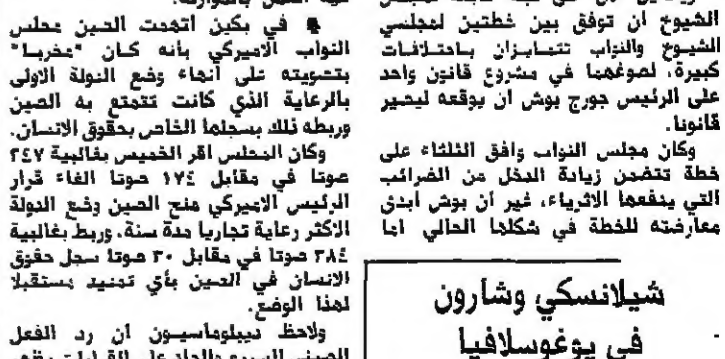 الشيوخ ان توفق بين خطتين لمجلسي
الشيوخ والنواب تتمايزان باختلافات
كبيرة، لصوغهما في مشروع قانون واحد
على الرئيس جورج بوش ان يوقعه ليصير
قانونا.
وكان مجلس النواب وافق الثلثاء على
خطة تتضمن زيادة الدخل من الضرائب
التي يدفعها الاثرياء، غير ان بوش ابدى
معارضته للخطة في شكلها الحالي اما
شيلانسكي وشارون
في يوغوسلافيا
في بكين اتهمت الصين مجلس
النواب الاميركي بأنه كان "مخربا"
بتصويته على انهاء وضع الدولة الاولى
بالرعاية الذي كانت تتمتع به الصين
وربطه ذلك بسجلها الخاص بحقوق الانسان.
وكان المجلس اقر الخميس بغالبية ٢٤٧
صوتا في مقابل ١٧٤ صوتا الغاء قرار
الرئيس الاميركي منح الصين وضع الدولة
الاكثر رعاية تجاريا مدة سنة، وربط بغالبية
٣٨٤ صوتا في مقابل ٣٠ صوتا سجل حقوق
الانسان في الصين بأي تمديد مستقبلا
لهذا الوضع.
ولاحظ ديبلوماسيون ان رد الفعل